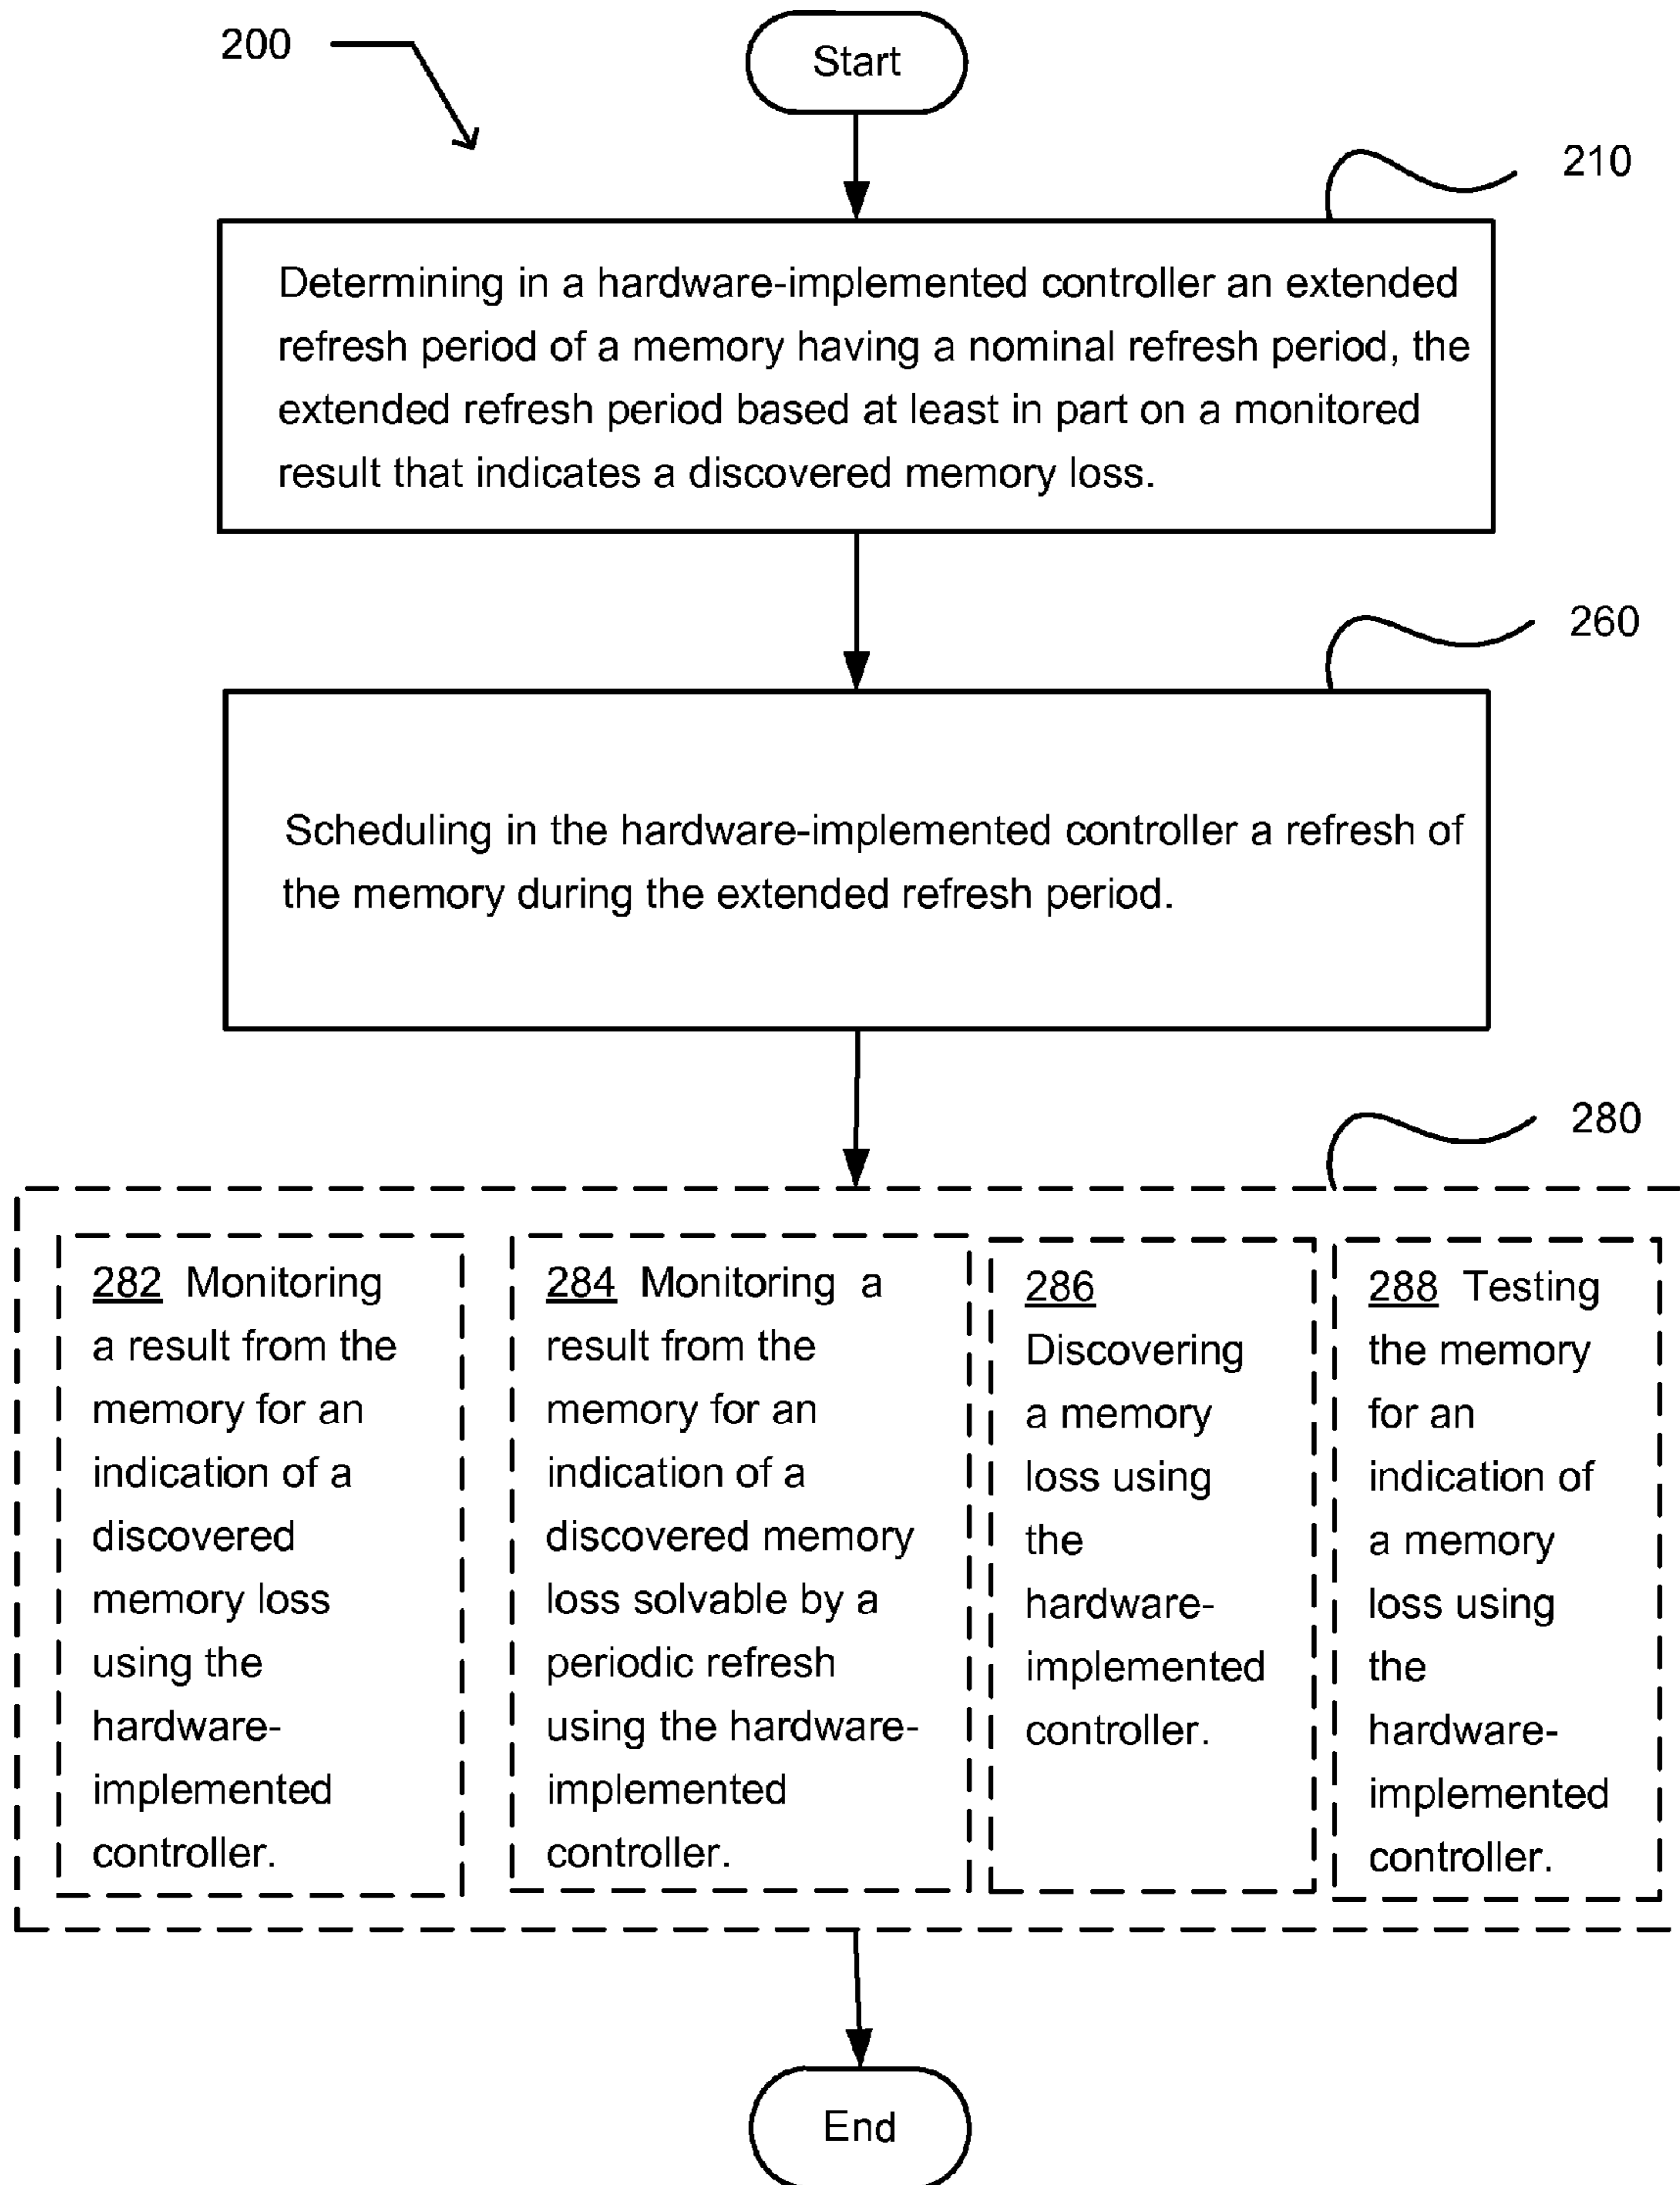 200
Start
210
Determining in a hardware-implemented controller an extended
refresh period of a memory having a nominal refresh period, the
extended refresh period based at least in part on a monitored
result that indicates a discovered memory loss.
260
Scheduling in the hardware-implemented controller a refresh of
the memory during the extended refresh period.
280
282 Monitoring
a result from the
memory for an
indication of a
discovered
memory loss
using the
hardware-
implemented
controller.
284 Monitoring a
result from the
memory for an
indication of a
discovered memory
loss solvable by a
periodic refresh
using the hardware-
implemented
controller.
286
Discovering
a memory
loss using
the
hardware-
implemented
controller.
288 Testing
the memory
for an
indication of
a memory
loss using
the
hardware-
implemented
controller.
End